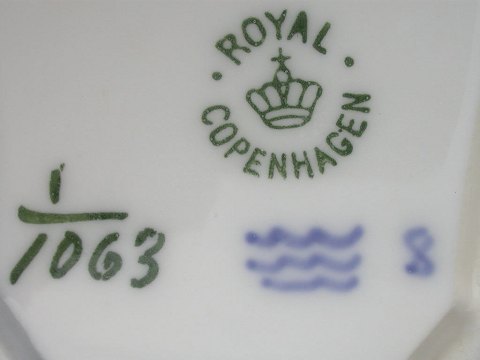 ROYAL
COPENHAGEN
1/1063
8